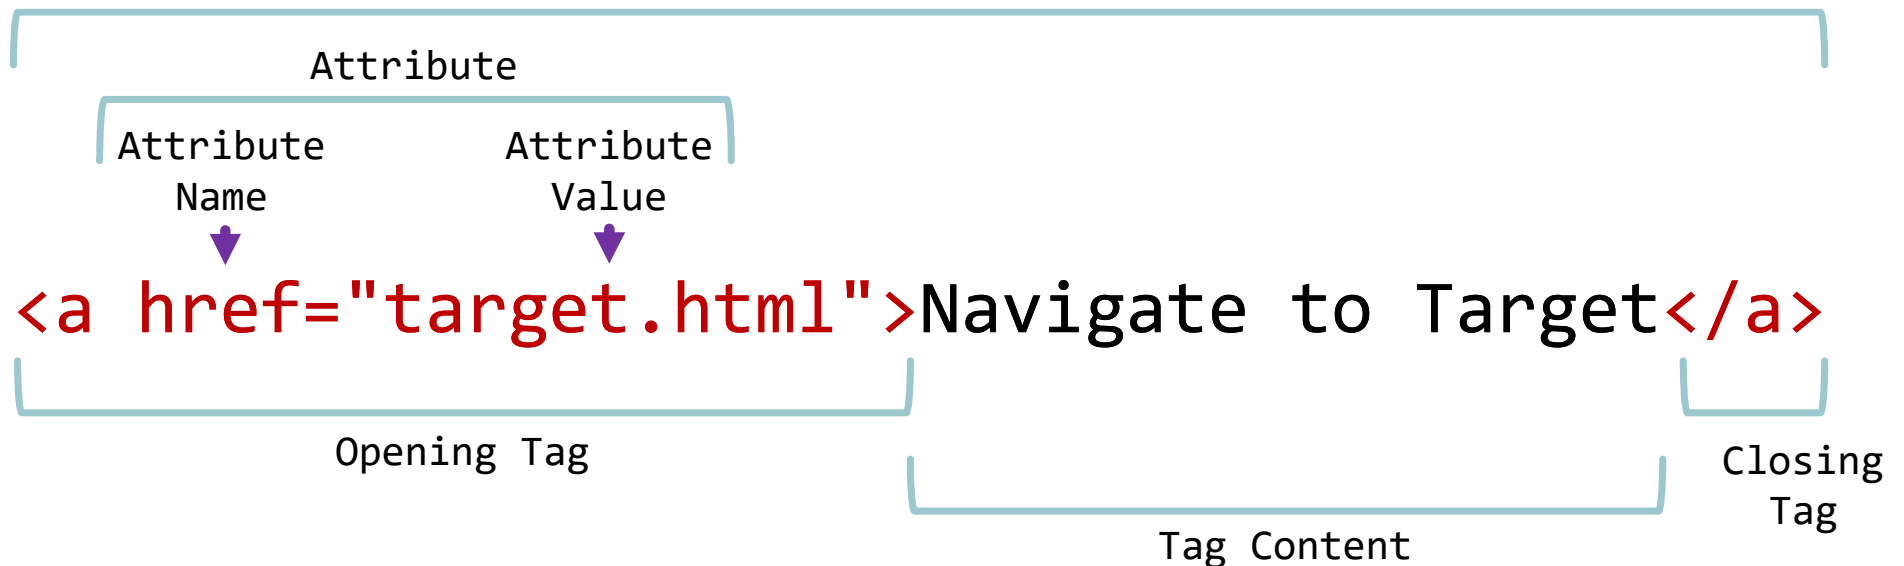 Attribute
Attribute Attribute
Name Value
<a href="target.html">Navigate to Target</a>
Opening Tag
Closing
Tag
Tag Content